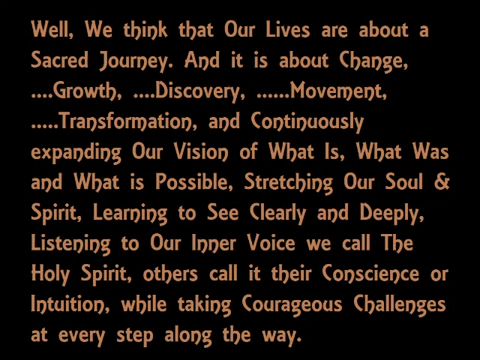 Well, We think that Our Lives are about a
Sacred Journey. And it is about Change,
....Growth, ....Discovery, ......Movement,
.....Transformation, and Continuously
expanding Our Vision of What Is, What Was
and What is Possible, Stretching Our Soul &
Spirit, Learning to See Clearly and Deeply,
Listening to Our Inner Voice we call The
Holy Spirit, others call it their Conscience or
Intuition, while taking Courageous Challenges
at every step along the way.